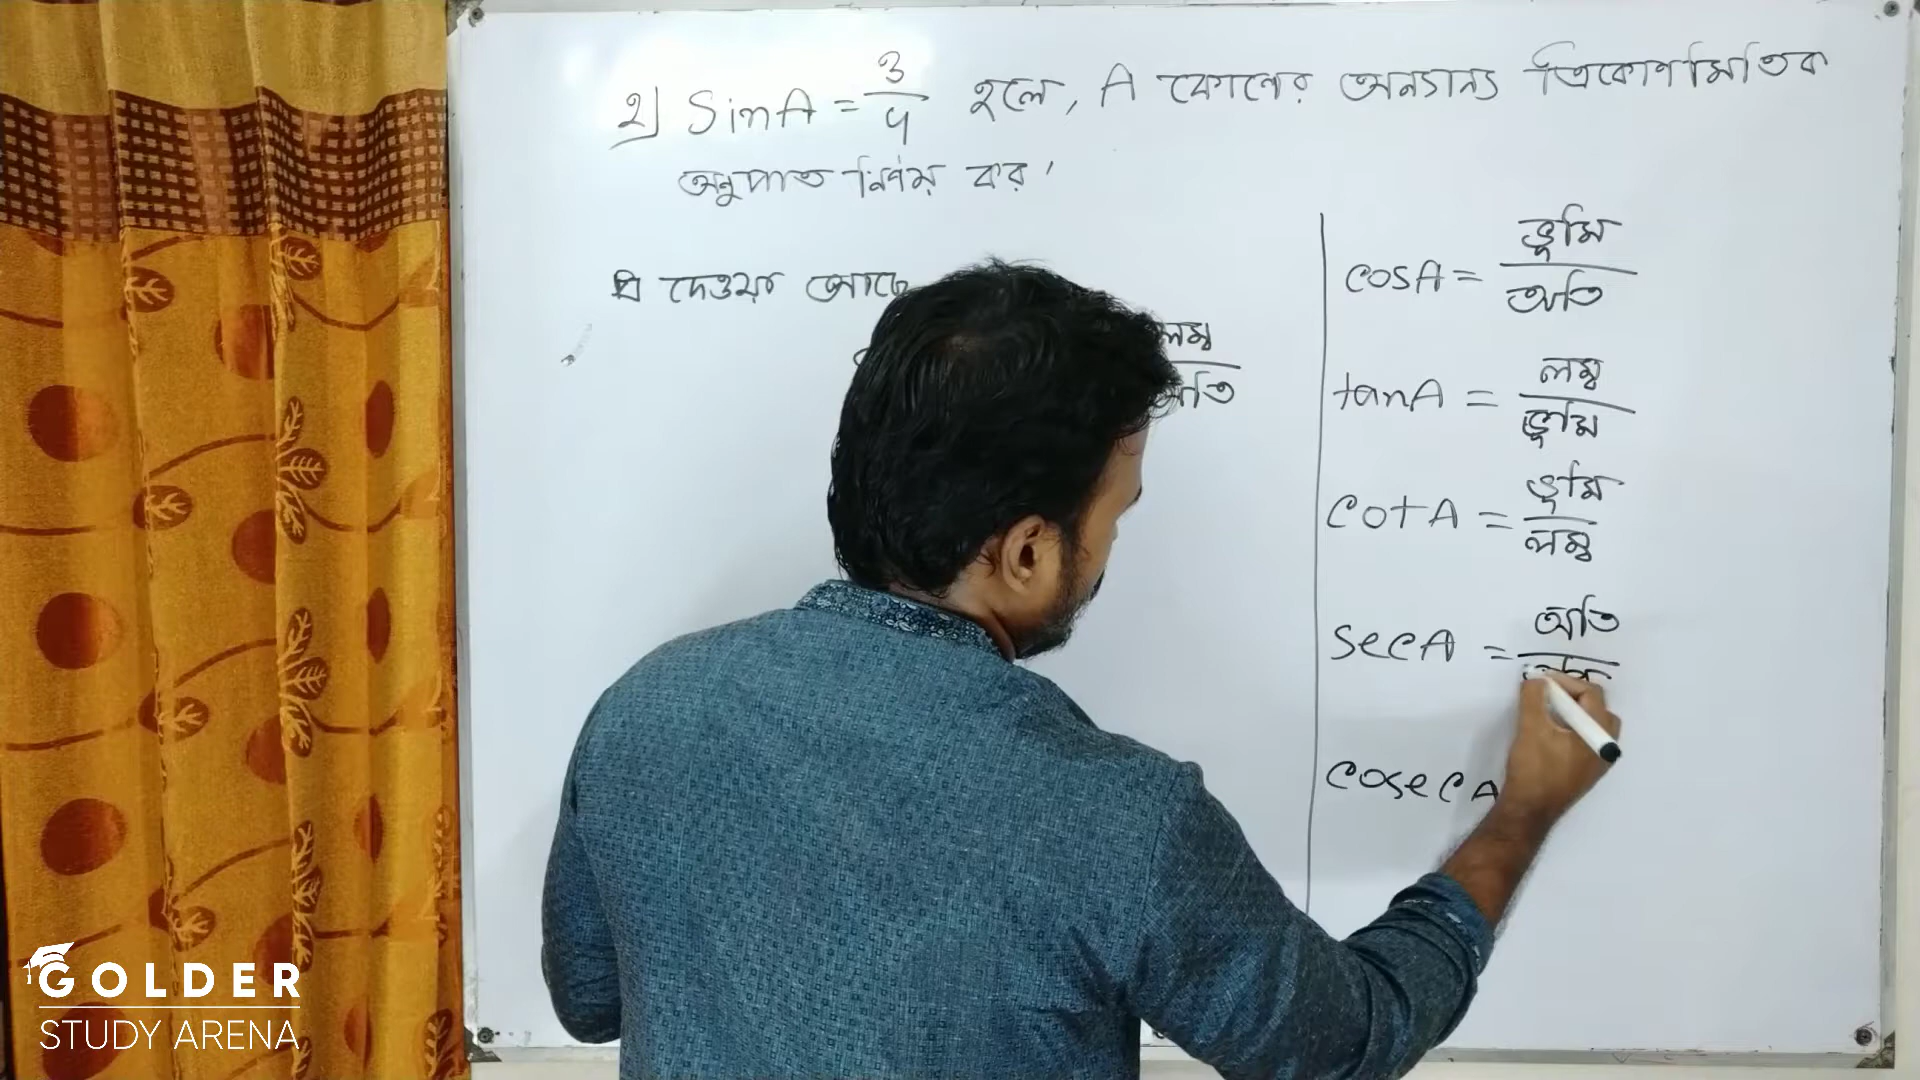 ২) SinA = 3/4 হলে, A কোণের অন্যান্য ত্রিকোণমিতিক
অনুপাত নির্ণয় কর।
দেওয়া আছে
লম্ব
অতি
cosA = ভূমি/অতি
tanA = লম্ব/ভূমি
cotA = ভূমি/লম্ব
secA = অতি
cosecA
GOLDER
STUDY ARENA